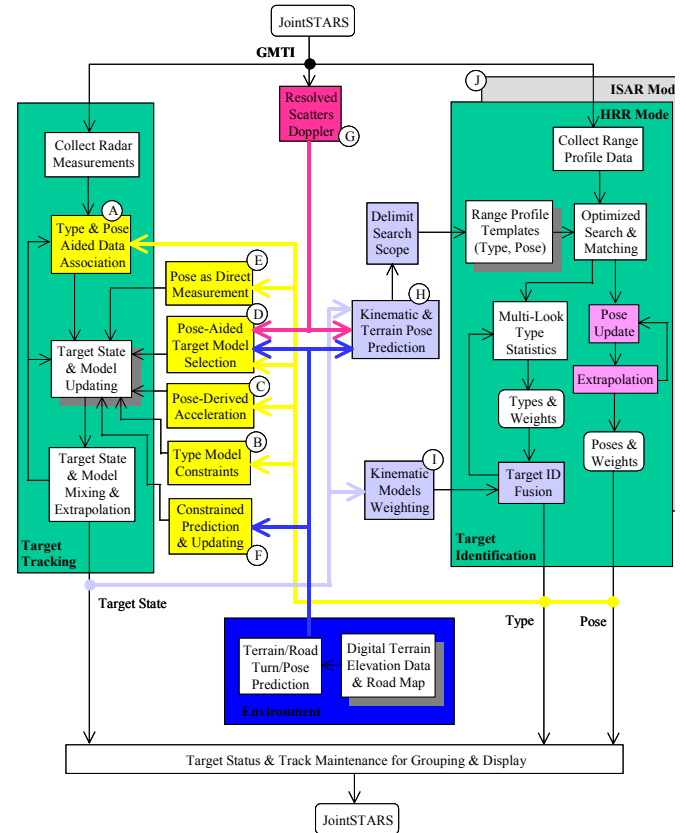 JointSTARS
GMTI
J
ISAR Mod
HRR Mode
Resolved
Scatters
Doppler
G
Collect Radar
Measurements
Collect Range
Profile Data
A
Type & Pose
Aided Data
Association
Delimit
Search
Scope
Range Profile
Templates
(Type, Pose)
Optimized
Search &
Matching
E
Pose as Direct
Measurement
H
Kinematic &
Terrain Pose
Prediction
D
Pose-Aided
Target Model
Selection
Multi-Look
Type
Statistics
Pose
Update
Target State
& Model
Updating
Extrapolation
C
Pose-Derived
Acceleration
Types &
Weights
B
Type Model
Constraints
Poses &
Weights
I
Kinematic
Models
Weighting
Target ID
Fusion
Target State
& Model
Mixing &
Extrapolation
Constrained
Prediction
& Updating
F
Target
Tracking
Target
Identification
Target State
Type
Pose
Terrain/Road
Turn/Pose
Prediction
Digital Terrain
Elevation Data
& Road Map
Environment
Target Status & Track Maintenance for Grouping & Display
JointSTARS